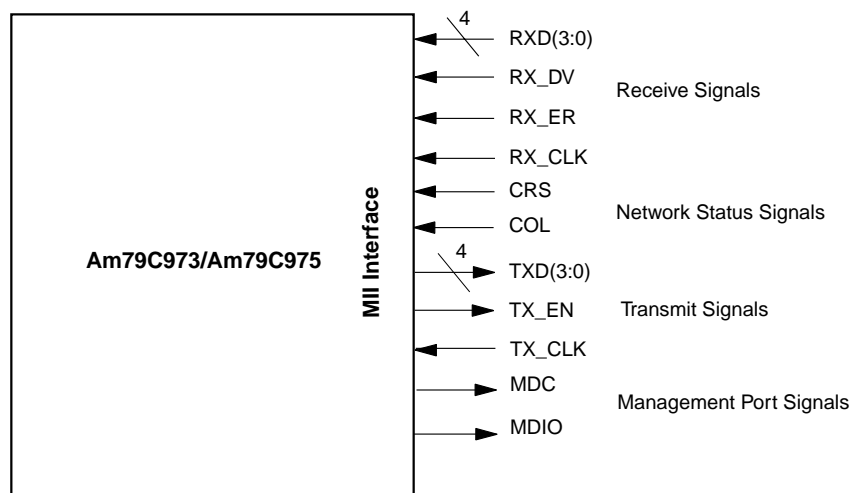 4
RXD(3:0)
RX_DV
Receive Signals
RX_ER
RX_CLK
CRS
Network Status Signals
COL
MII Interface
Am79C973/Am79C975
4
TXD(3:0)
TX_EN
Transmit Signals
TX_CLK
MDC
Management Port Signals
MDIO